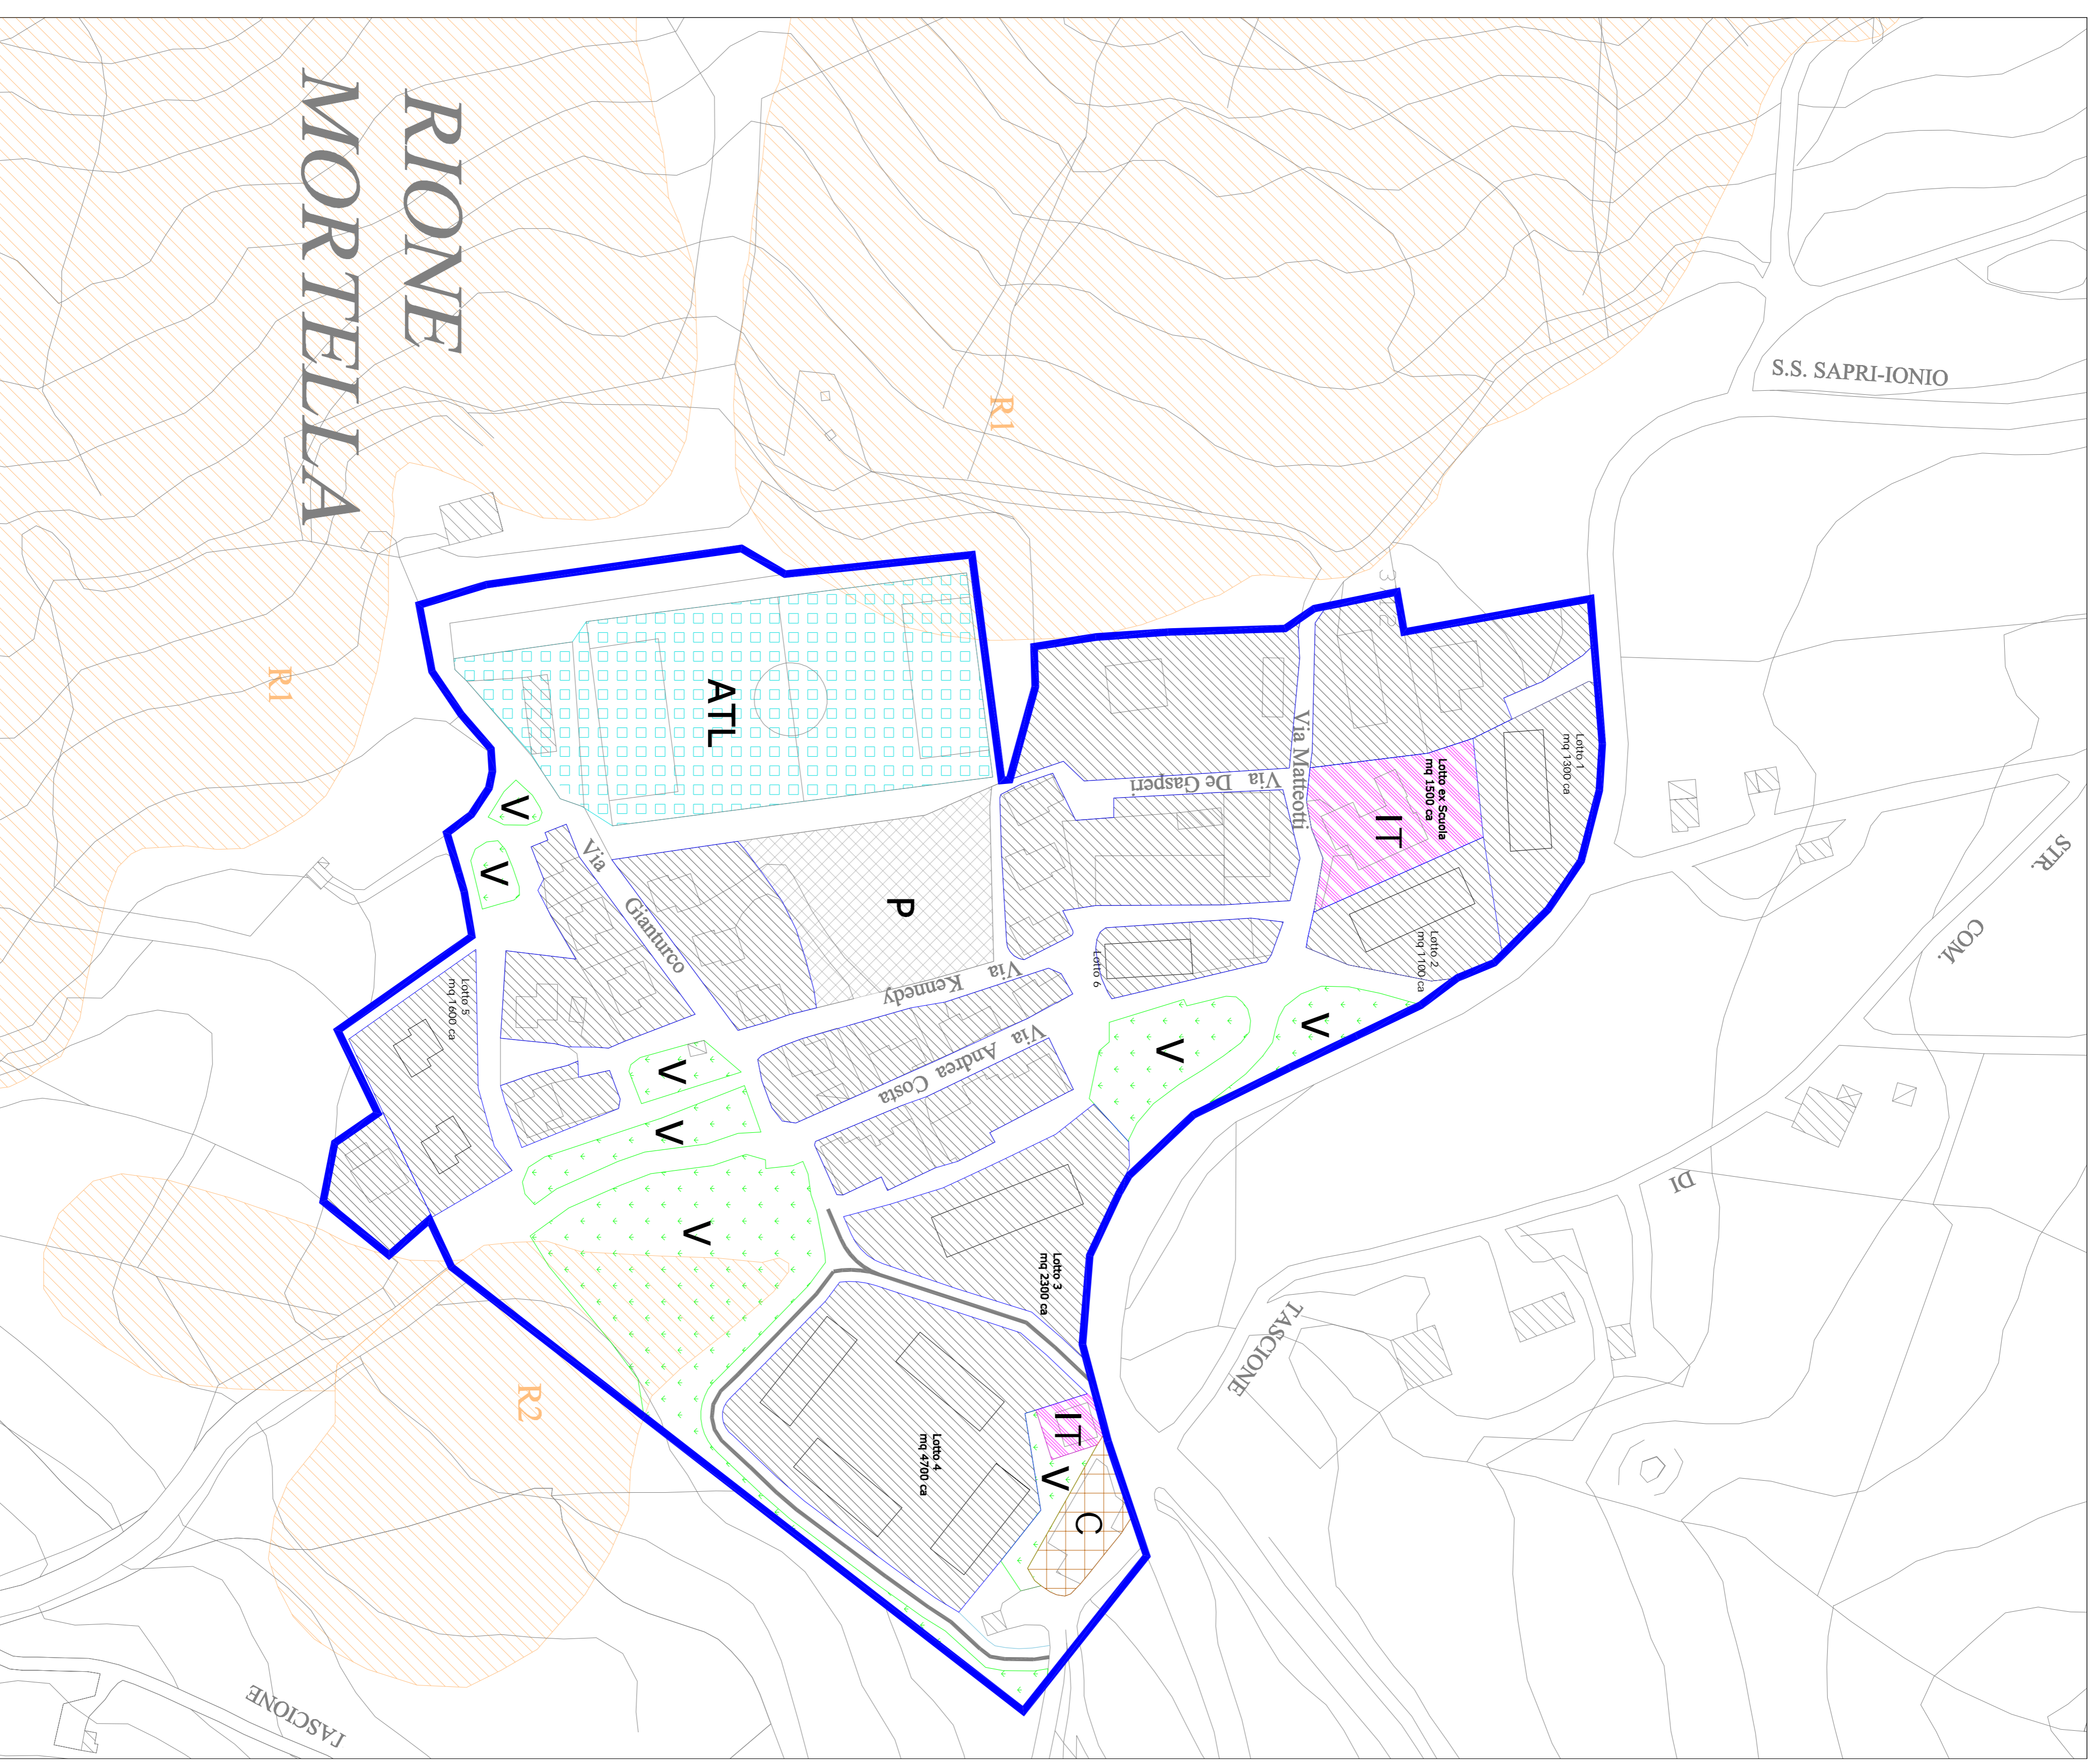 RIONE
MORTELLA
S.S. SAPRI-IONIO
R1
R1
R2
ATL
P
V
V
V
V
V
V
V
V
IT
IT
C
Lotto ex Scuola
mq 1500 ca
Lotto 1
mq 1300 ca
Lotto 2
mq 1100 ca
Lotto 6
Lotto 3
mq 2300 ca
Lotto 4
mq 4700 ca
Lotto 5
mq 1600 ca
Via Matteotti
Via De Gasperi
Via Kennedy
Via Andrea Costa
Via Gianturco
STR.
COM.
DI
TASCIONE
TASCIONE